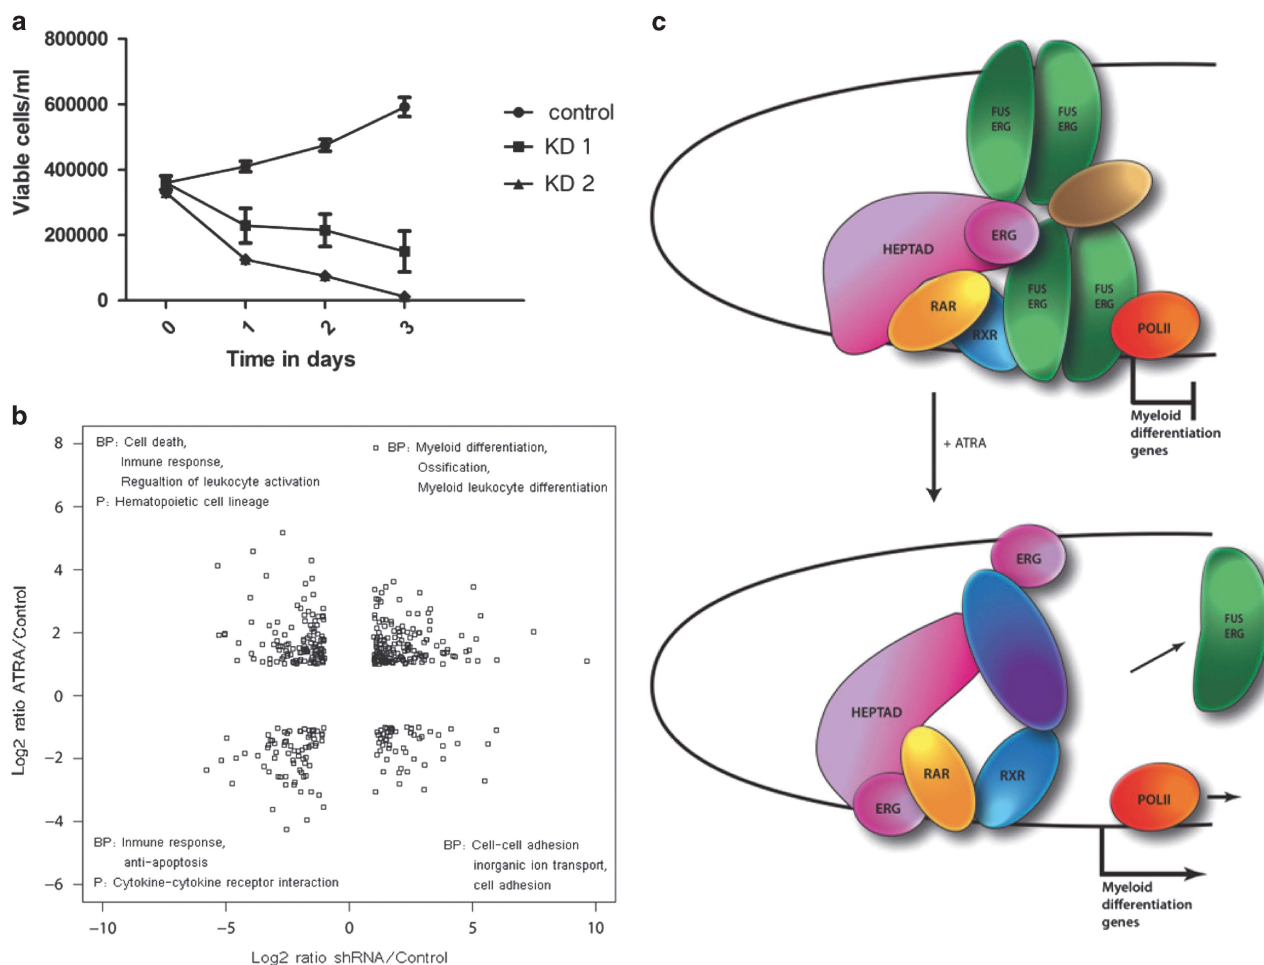 a
800000
600000
400000
200000
0
Viable cells/ml
0
1
2
3
Time in days
control
KD 1
KD 2
b
8
6
4
2
0
−2
−4
−6
Log2 ratio ATRA/Control
BP: Cell death,
Inmune response,
Regualtion of leukocyte activation
P: Hematopoietic cell lineage
BP: Myeloid differentiation,
Ossification,
Myeloid leukocyte differentiation
BP: Inmune response,
anti-apoptosis
P: Cytokine-cytokine receptor interaction
BP: Cell-cell adhesion
inorganic ion transport,
cell adhesion
−10
−5
0
5
10
Log2 ratio shRNA/Control
c
FUS
ERG
FUS
ERG
HEPTAD
ERG
RAR
RXR
FUS
ERG
FUS
ERG
POLII
Myeloid
differentiation
genes
+ ATRA
ERG
FUS
ERG
HEPTAD
ERG
RAR
RXR
POLII
Myeloid
differentiation
genes